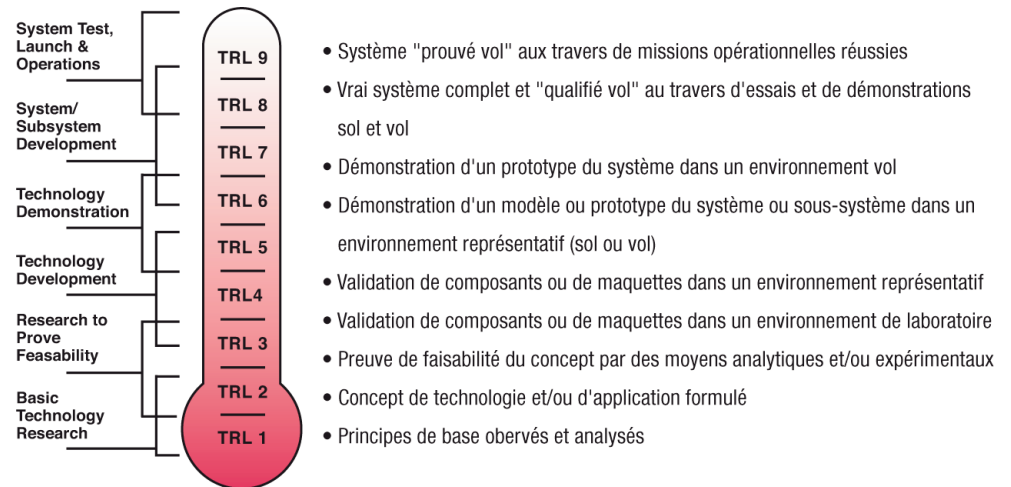 System Test,
Launch &
Operations
System/
Subsystem
Development
Technology
Demonstration
Technology
Development
Research to
Prove
Feasability
Basic
Technology
Research
TRL 9
TRL 8
TRL 7
TRL 6
TRL 5
TRL4
TRL 3
TRL 2
TRL 1
• Système "prouvé vol" aux travers de missions opérationnelles réussies
• Vrai système complet et "qualifié vol" au travers d'essais et de démonstrations
sol et vol
• Démonstration d'un prototype du système dans un environnement vol
• Démonstration d'un modèle ou prototype du système ou sous-système dans un
environnement représentatif (sol ou vol)
• Validation de composants ou de maquettes dans un environnement représentatif
• Validation de composants ou de maquettes dans un environnement de laboratoire
• Preuve de faisabilité du concept par des moyens analytiques et/ou expérimentaux
• Concept de technologie et/ou d'application formulé
• Principes de base obervés et analysés